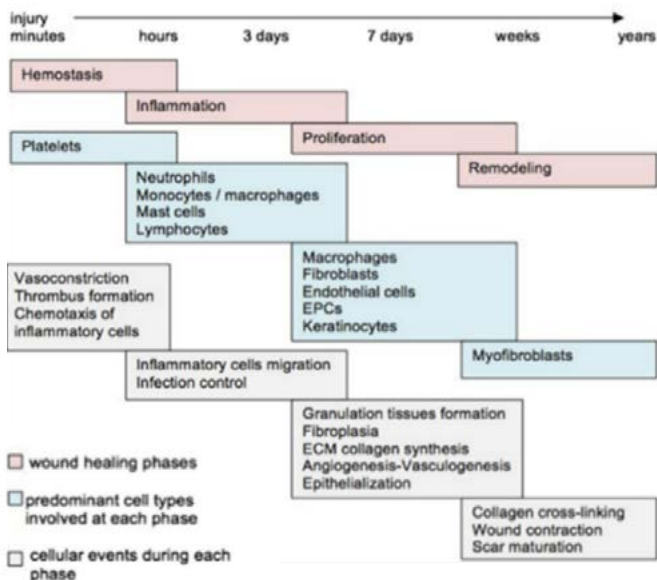 injury
minutes hours 3 days 7 days weeks years
Hemostasis
Inflammation
Proliferation
Remodeling
Platelets
Neutrophils
Monocytes / macrophages
Mast cells
Lymphocytes
Macrophages
Fibroblasts
Endothelial cells
EPCs
Keratinocytes
Myofibroblasts
Vasoconstriction
Thrombus formation
Chemotaxis of
inflammatory cells
Inflammatory cells migration
Infection control
Granulation tissues formation
Fibroplasia
ECM collagen synthesis
Angiogenesis-Vasculogenesis
Epithelialization
Collagen cross-linking
Wound contraction
Scar maturation
wound healing phases
predominant cell types
involved at each phase
cellular events during each
phase